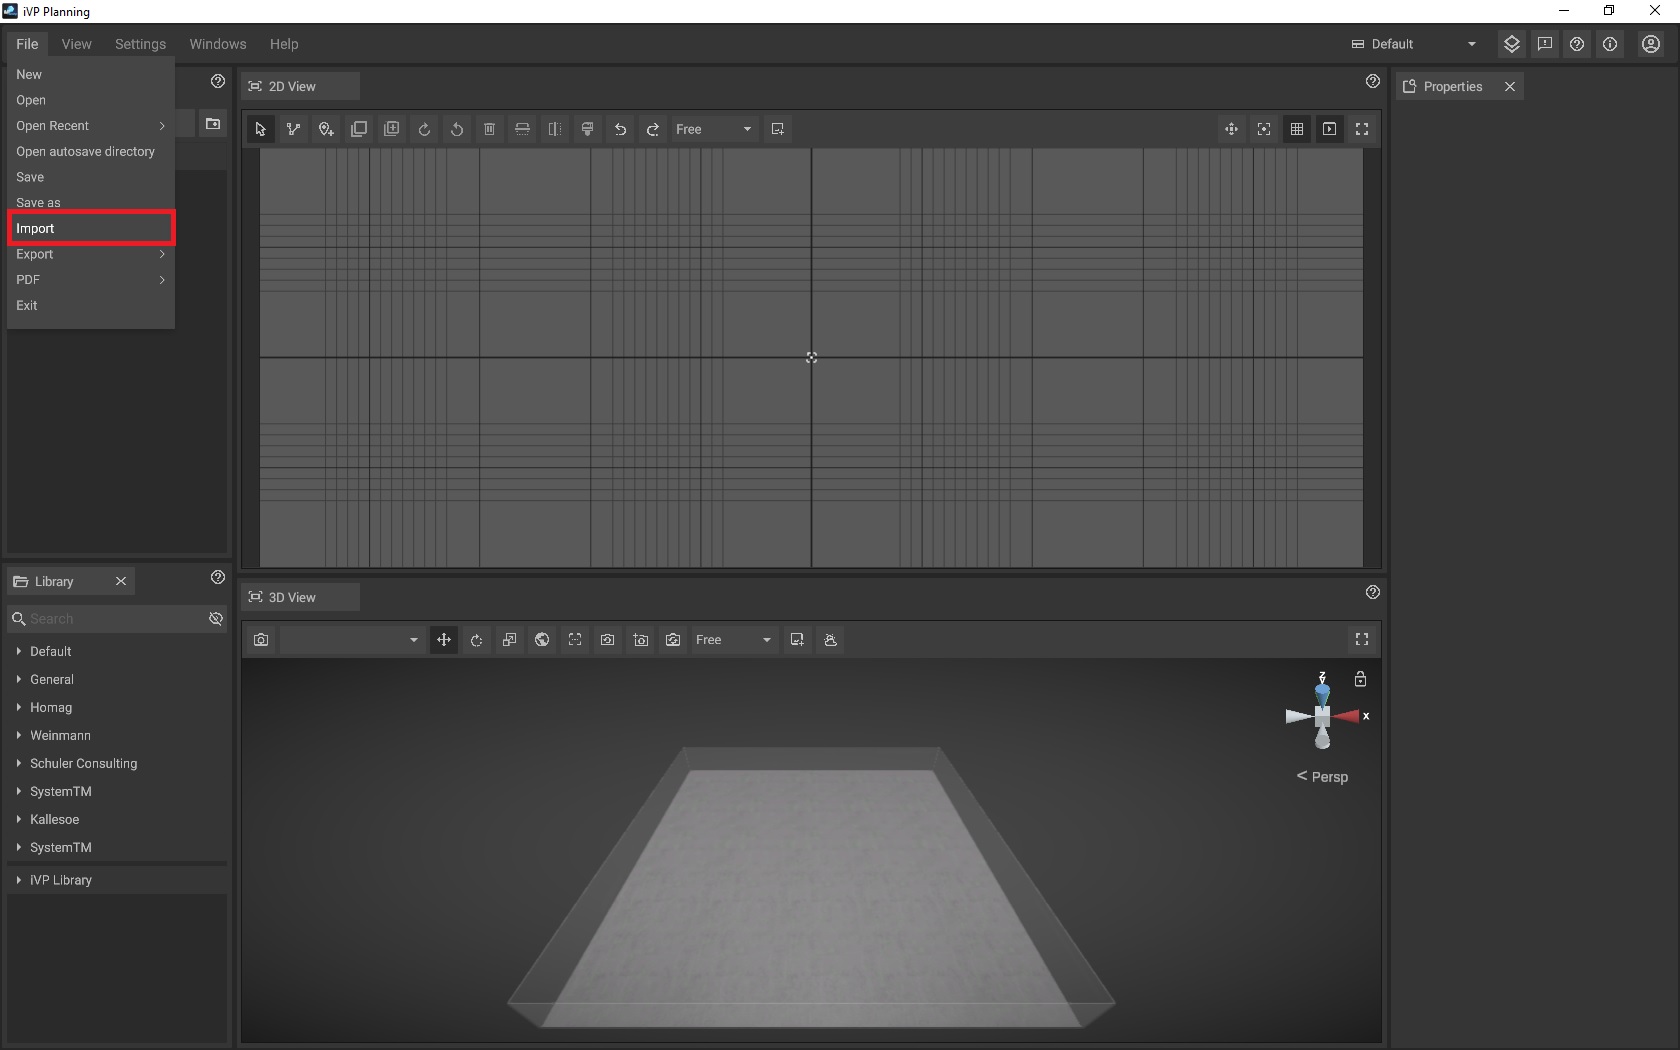 iVP Planning
File
View
Settings
Windows
Help
Default
New
Open
Open Recent
Open autosave directory
Save
Save as
Import
Export
PDF
Exit
2D View
Free
Properties
Library
Search
Default
General
Homag
Weinmann
Schuler Consulting
SystemTM
Kallesoe
SystemTM
iVP Library
3D View
Free
Z
Y
x
< Persp